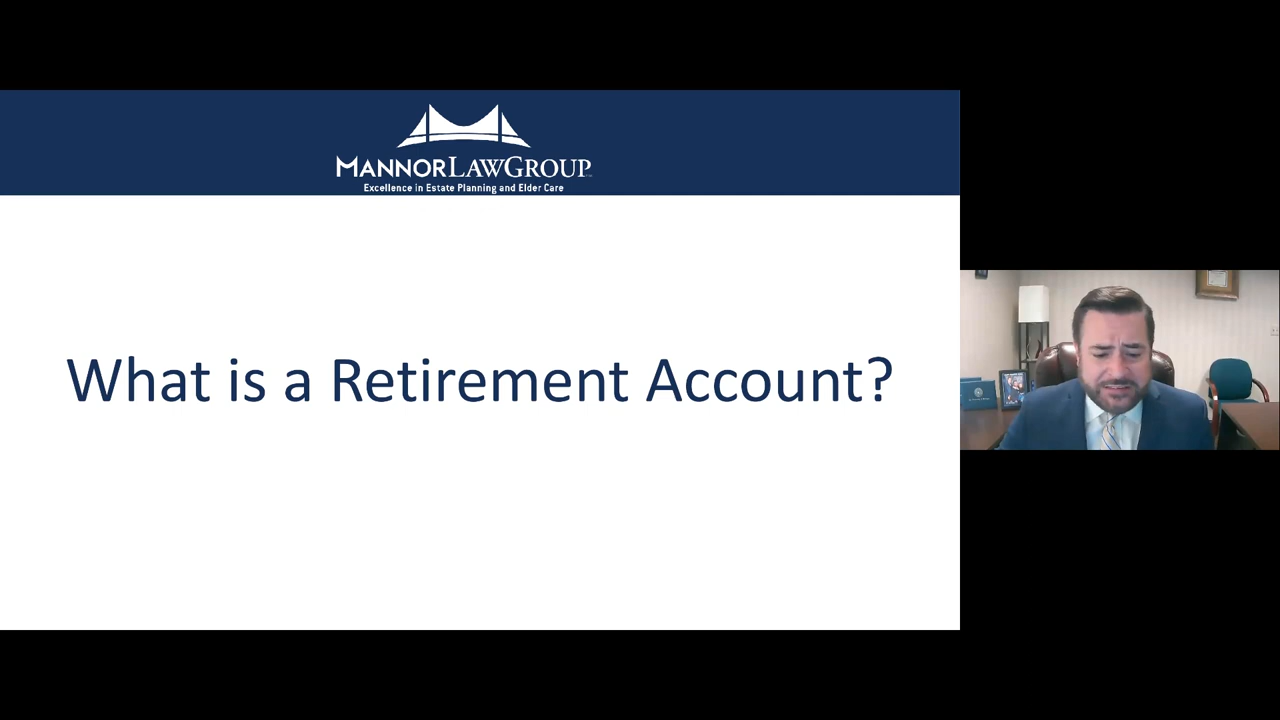 MANNORLAWGROUP
Excellence in Estate Planning and Elder Care
What is a Retirement Account?